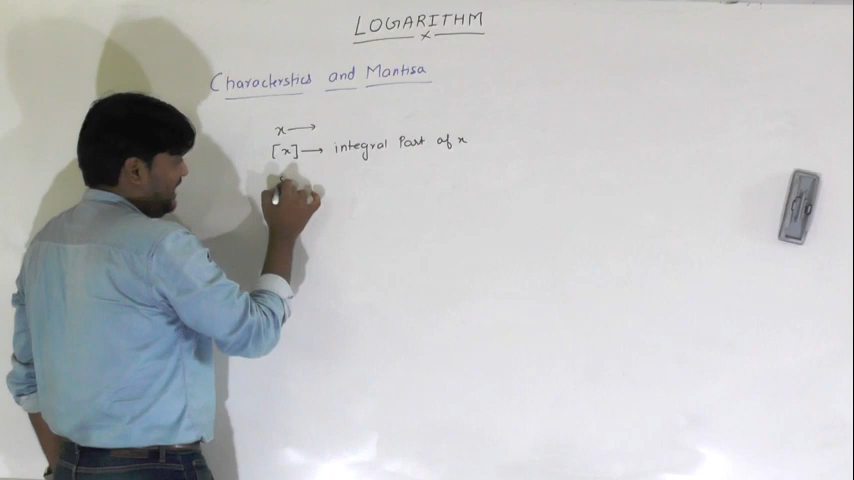 LOGARITHM
x
Characterstics and Mantisa
x →
[x] → integral Part of x